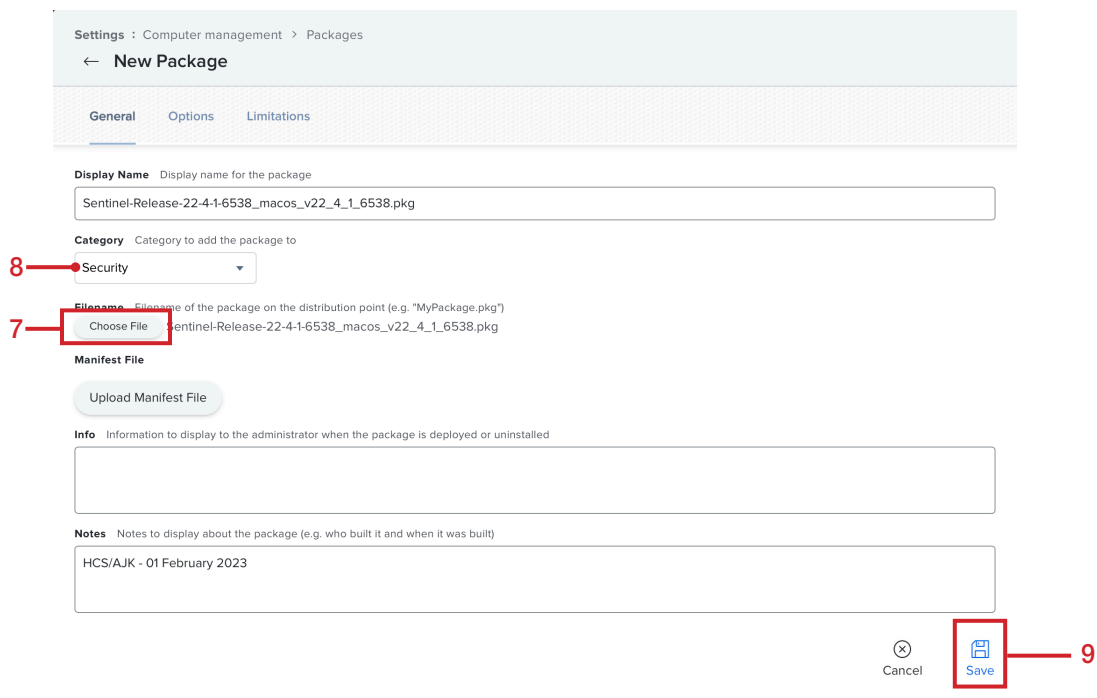 Settings : Computer management > Packages
← New Package
General Options Limitations
Display Name Display name for the package
Sentinel-Release-22-4-1-6538_macos_v22_4_1_6538.pkg
Category Category to add the package to
8 Security
Filename Filename of the package on the distribution point (e.g. "MyPackage.pkg")
7 Choose File Sentinel-Release-22-4-1-6538_macos_v22_4_1_6538.pkg
Manifest File
Upload Manifest File
Info Information to display to the administrator when the package is deployed or uninstalled
Notes Notes to display about the package (e.g. who built it and when it was built)
HCS/AJK - 01 February 2023
Cancel Save 9